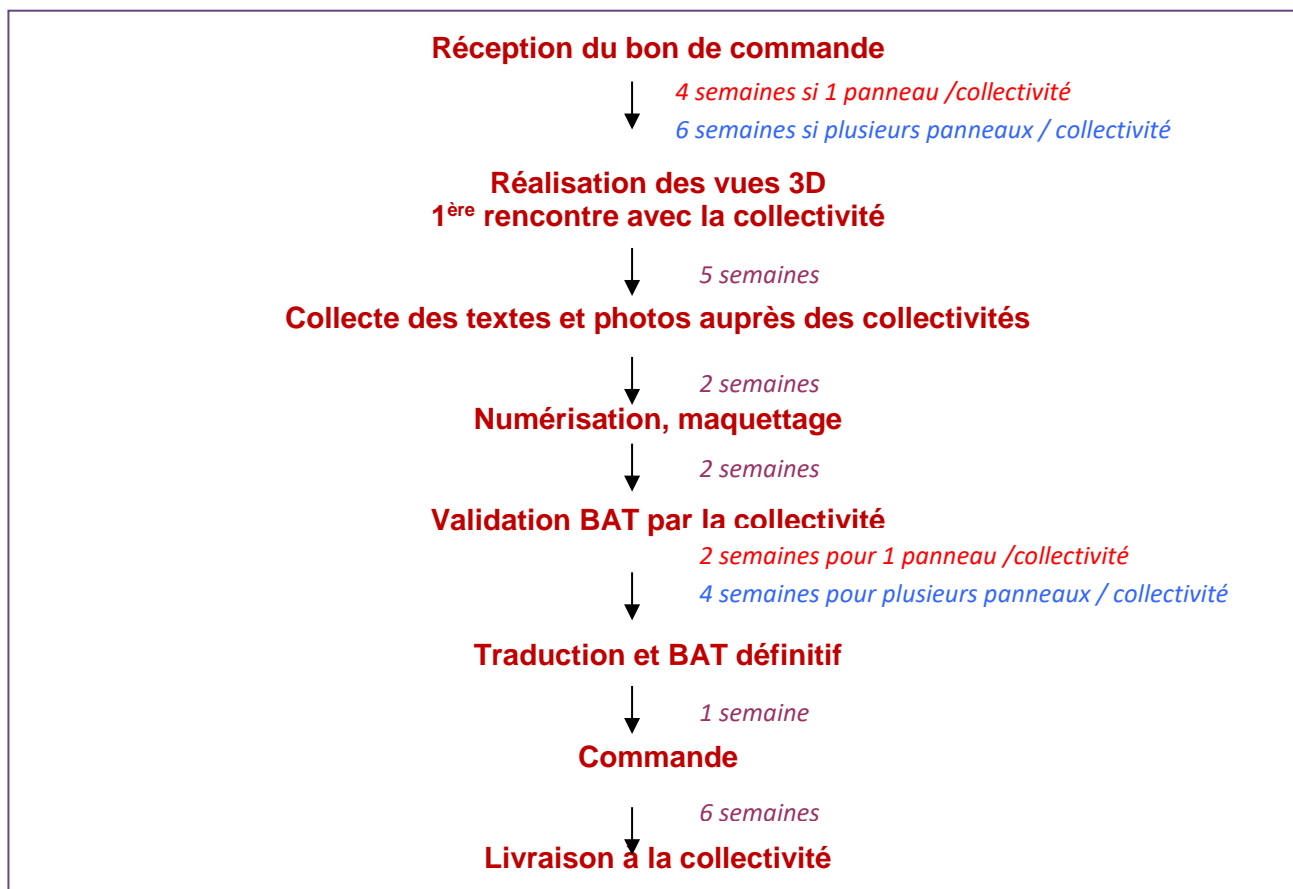 Réception du bon de commande
4 semaines si 1 panneau /collectivité
6 semaines si plusieurs panneaux / collectivité
Réalisation des vues 3D
1ère rencontre avec la collectivité
5 semaines
Collecte des textes et photos auprès des collectivités
2 semaines
Numérisation, maquettage
2 semaines
Validation BAT par la collectivité
2 semaines pour 1 panneau /collectivité
4 semaines pour plusieurs panneaux / collectivité
Traduction et BAT définitif
1 semaine
Commande
6 semaines
Livraison à la collectivité